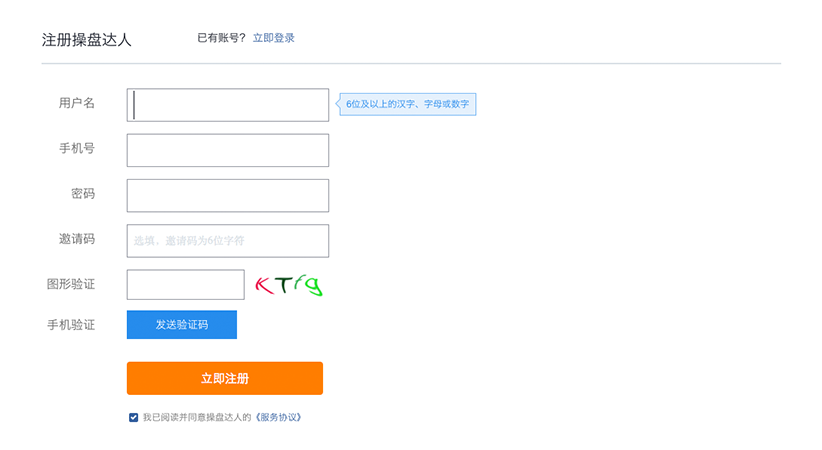 注册操盘达人 已有账号? 立即登录
用户名 6位及以上的汉字、字母或数字
手机号
密码
邀请码 选填，邀请码为6位字符
图形验证 KTfg
手机验证 发送验证码
立即注册
我已阅读并同意操盘达人的《服务协议》